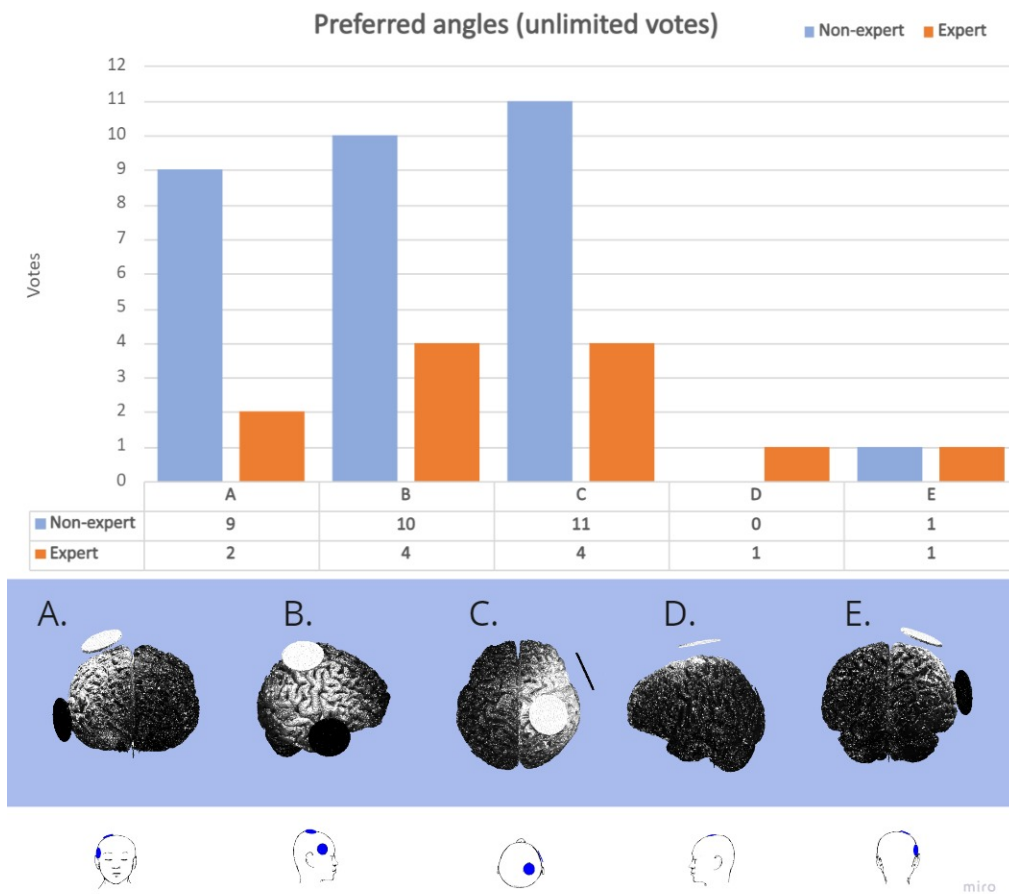 Preferred angles (unlimited votes)
Non-expert Expert
12
11
10
9
8
7
6
5
4
3
2
1
0
Votes
A B C D E
Non-expert 9 10 11 0 1
Expert 2 4 4 1 1
A. B. C. D. E.
miro